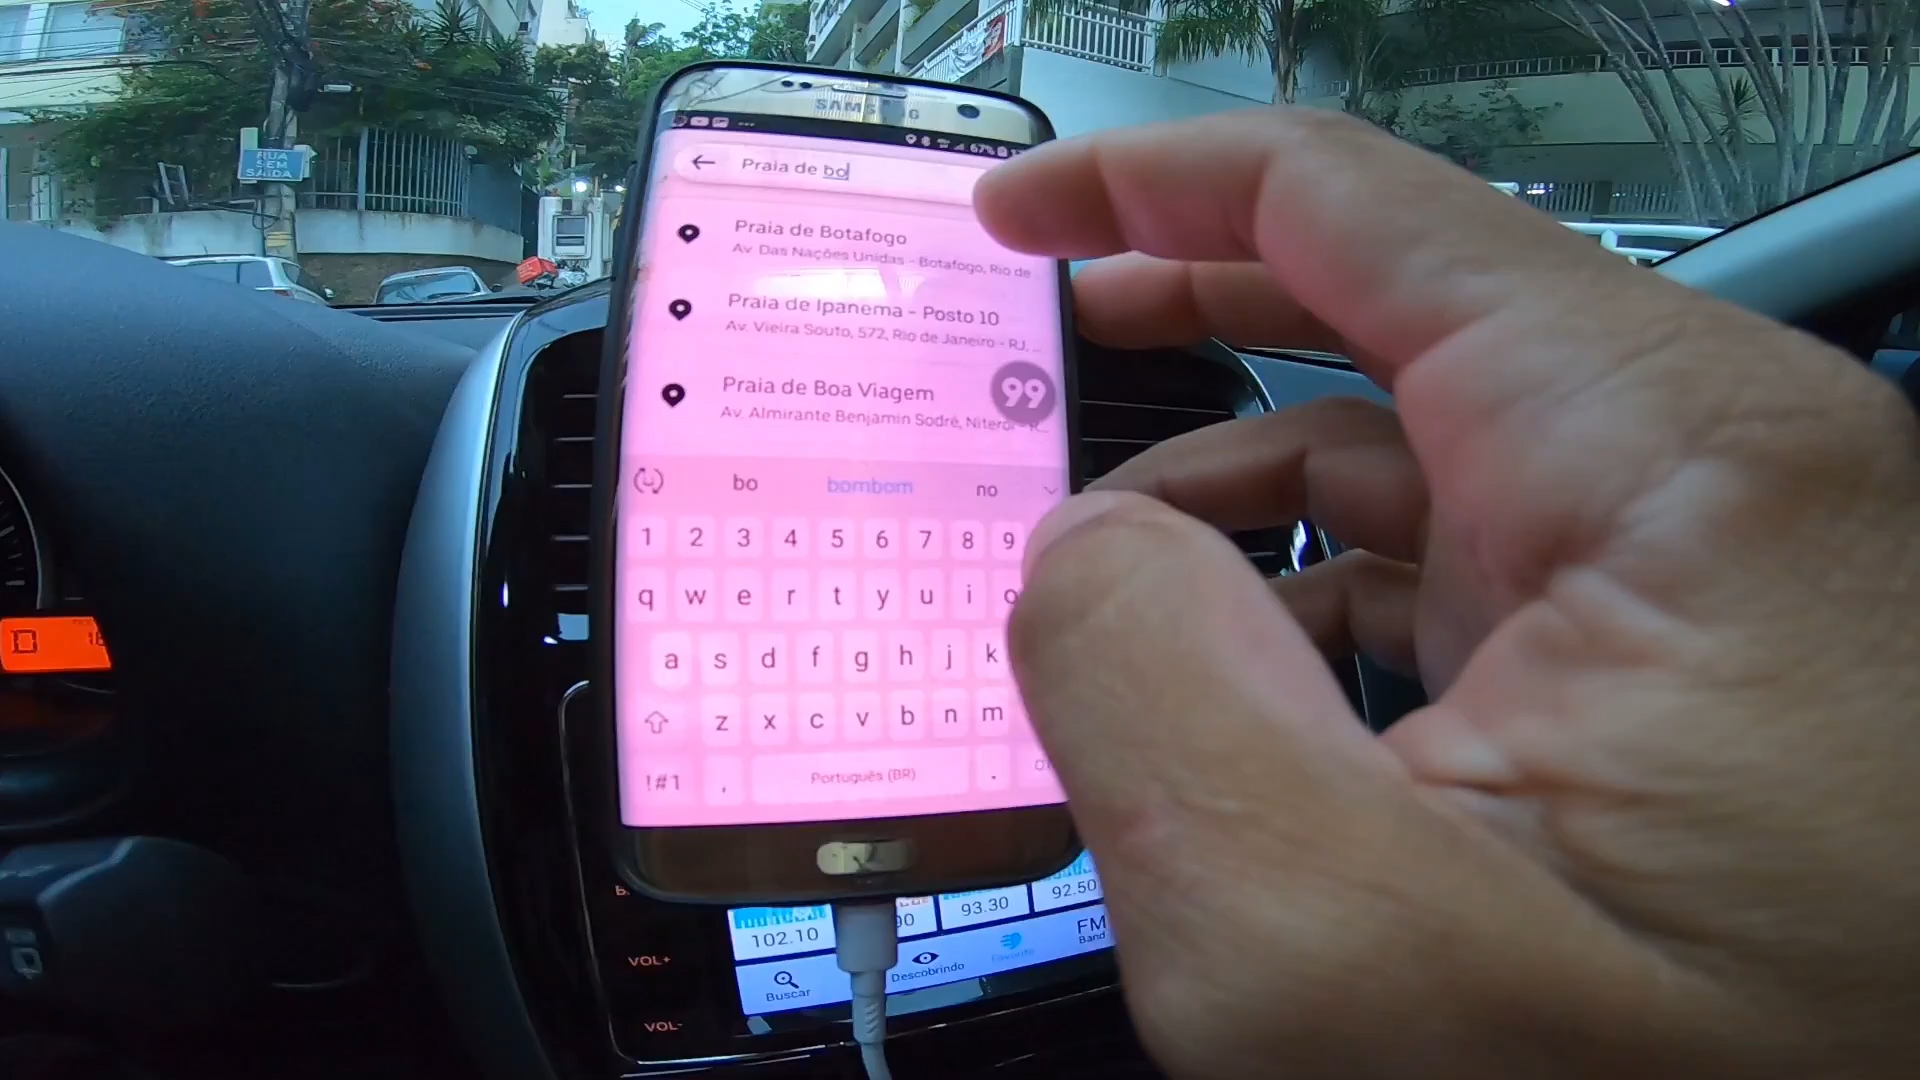 RUA
SEM
SAÍDA
SAMSUNG
67%
Praia de bo
Praia de Botafogo
Av. Das Nações Unidas - Botafogo, Rio de
Praia de Ipanema - Posto 10
Av. Vieira Souto, 572, Rio de Janeiro - RJ, ...
99
Praia de Boa Viagem
Av. Almirante Benjamin Sodré, Niterói - R...
bo bombom no
1 2 3 4 5 6 7 8 9
q w e r t y u i o
a s d f g h j k
z x c v b n m
!#1 , Português (BR) .
D
102.10 90 93.30 92.50
VOL+
Buscar Descobrindo Favorito FM
Band
VOL-